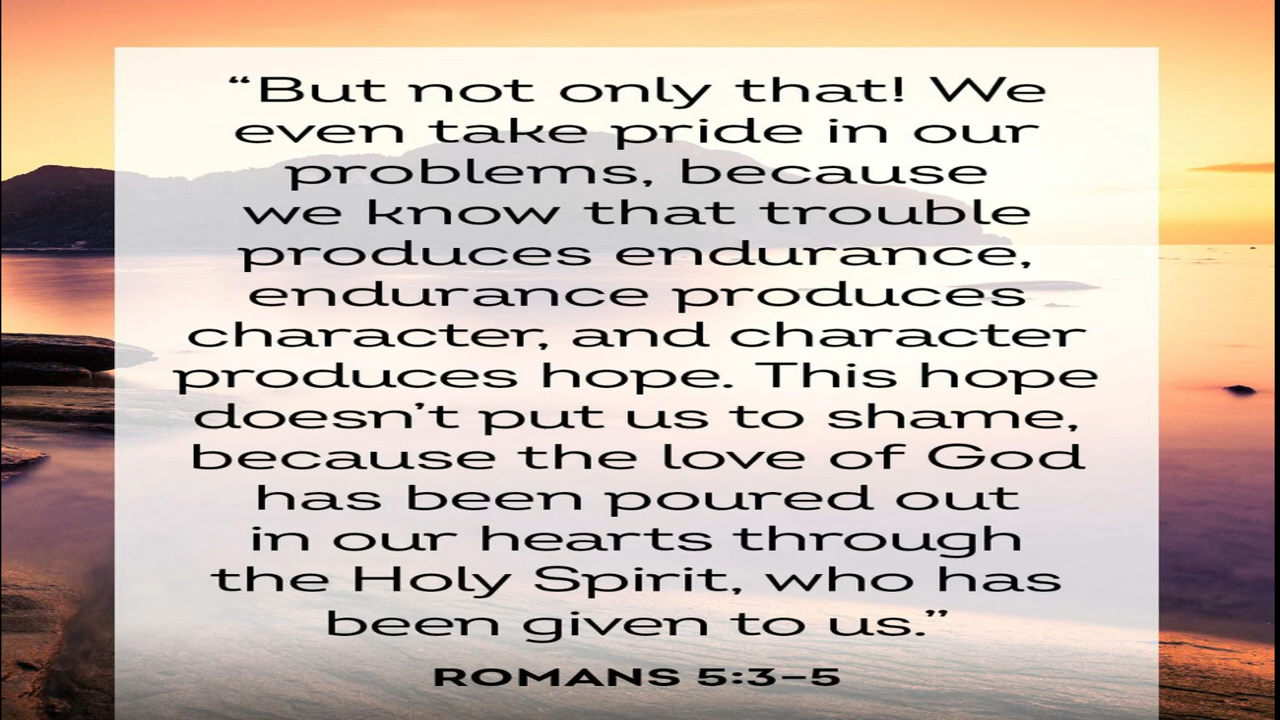 “But not only that! We
even take pride in our
problems, because
we know that trouble
produces endurance,
endurance produces
character, and character
produces hope. This hope
doesn’t put us to shame,
because the love of God
has been poured out
in our hearts through
the Holy Spirit, who has
been given to us.”
ROMANS 5:3–5